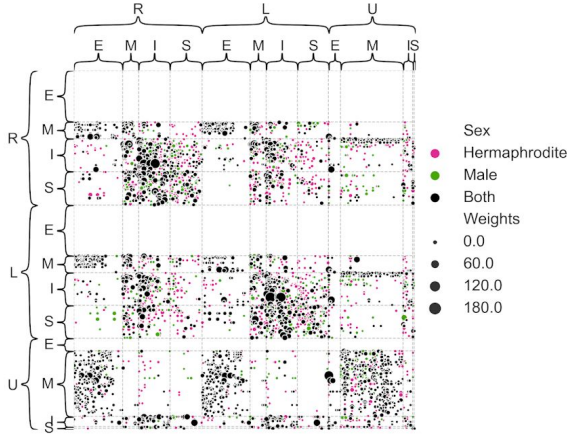 R L U
E M I S E M I S E M I S
R
E
M
I
S
L
E
M
I
S
U
E
M
I
S
Sex
Hermaphrodite
Male
Both
Weights
0.0
60.0
120.0
180.0